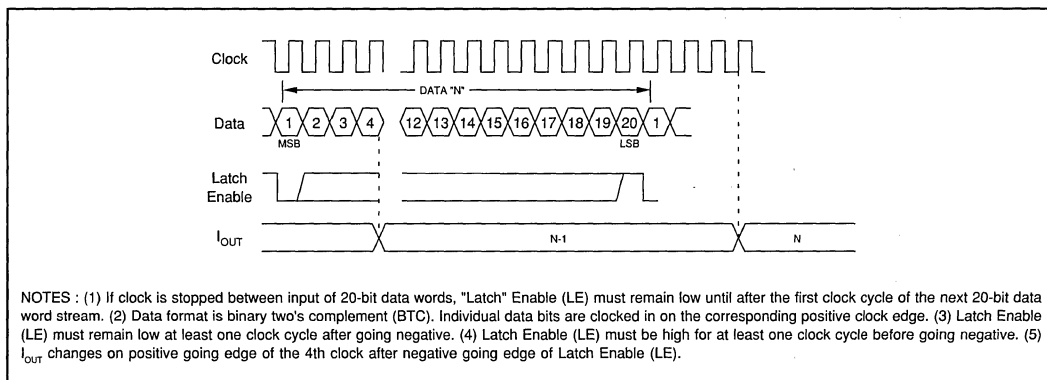 Clock
DATA "N"
Data
1 2 3 4 12 13 14 15 16 17 18 19 20 1
MSB LSB
Latch
Enable
IOUT
N-1 N
NOTES : (1) If clock is stopped between input of 20-bit data words, "Latch" Enable (LE) must remain low until after the first clock cycle of the next 20-bit data
word stream. (2) Data format is binary two's complement (BTC). Individual data bits are clocked in on the corresponding positive clock edge. (3) Latch Enable
(LE) must remain low at least one clock cycle after going negative. (4) Latch Enable (LE) must be high for at least one clock cycle before going negative. (5)
IOUT changes on positive going edge of the 4th clock after negative going edge of Latch Enable (LE).